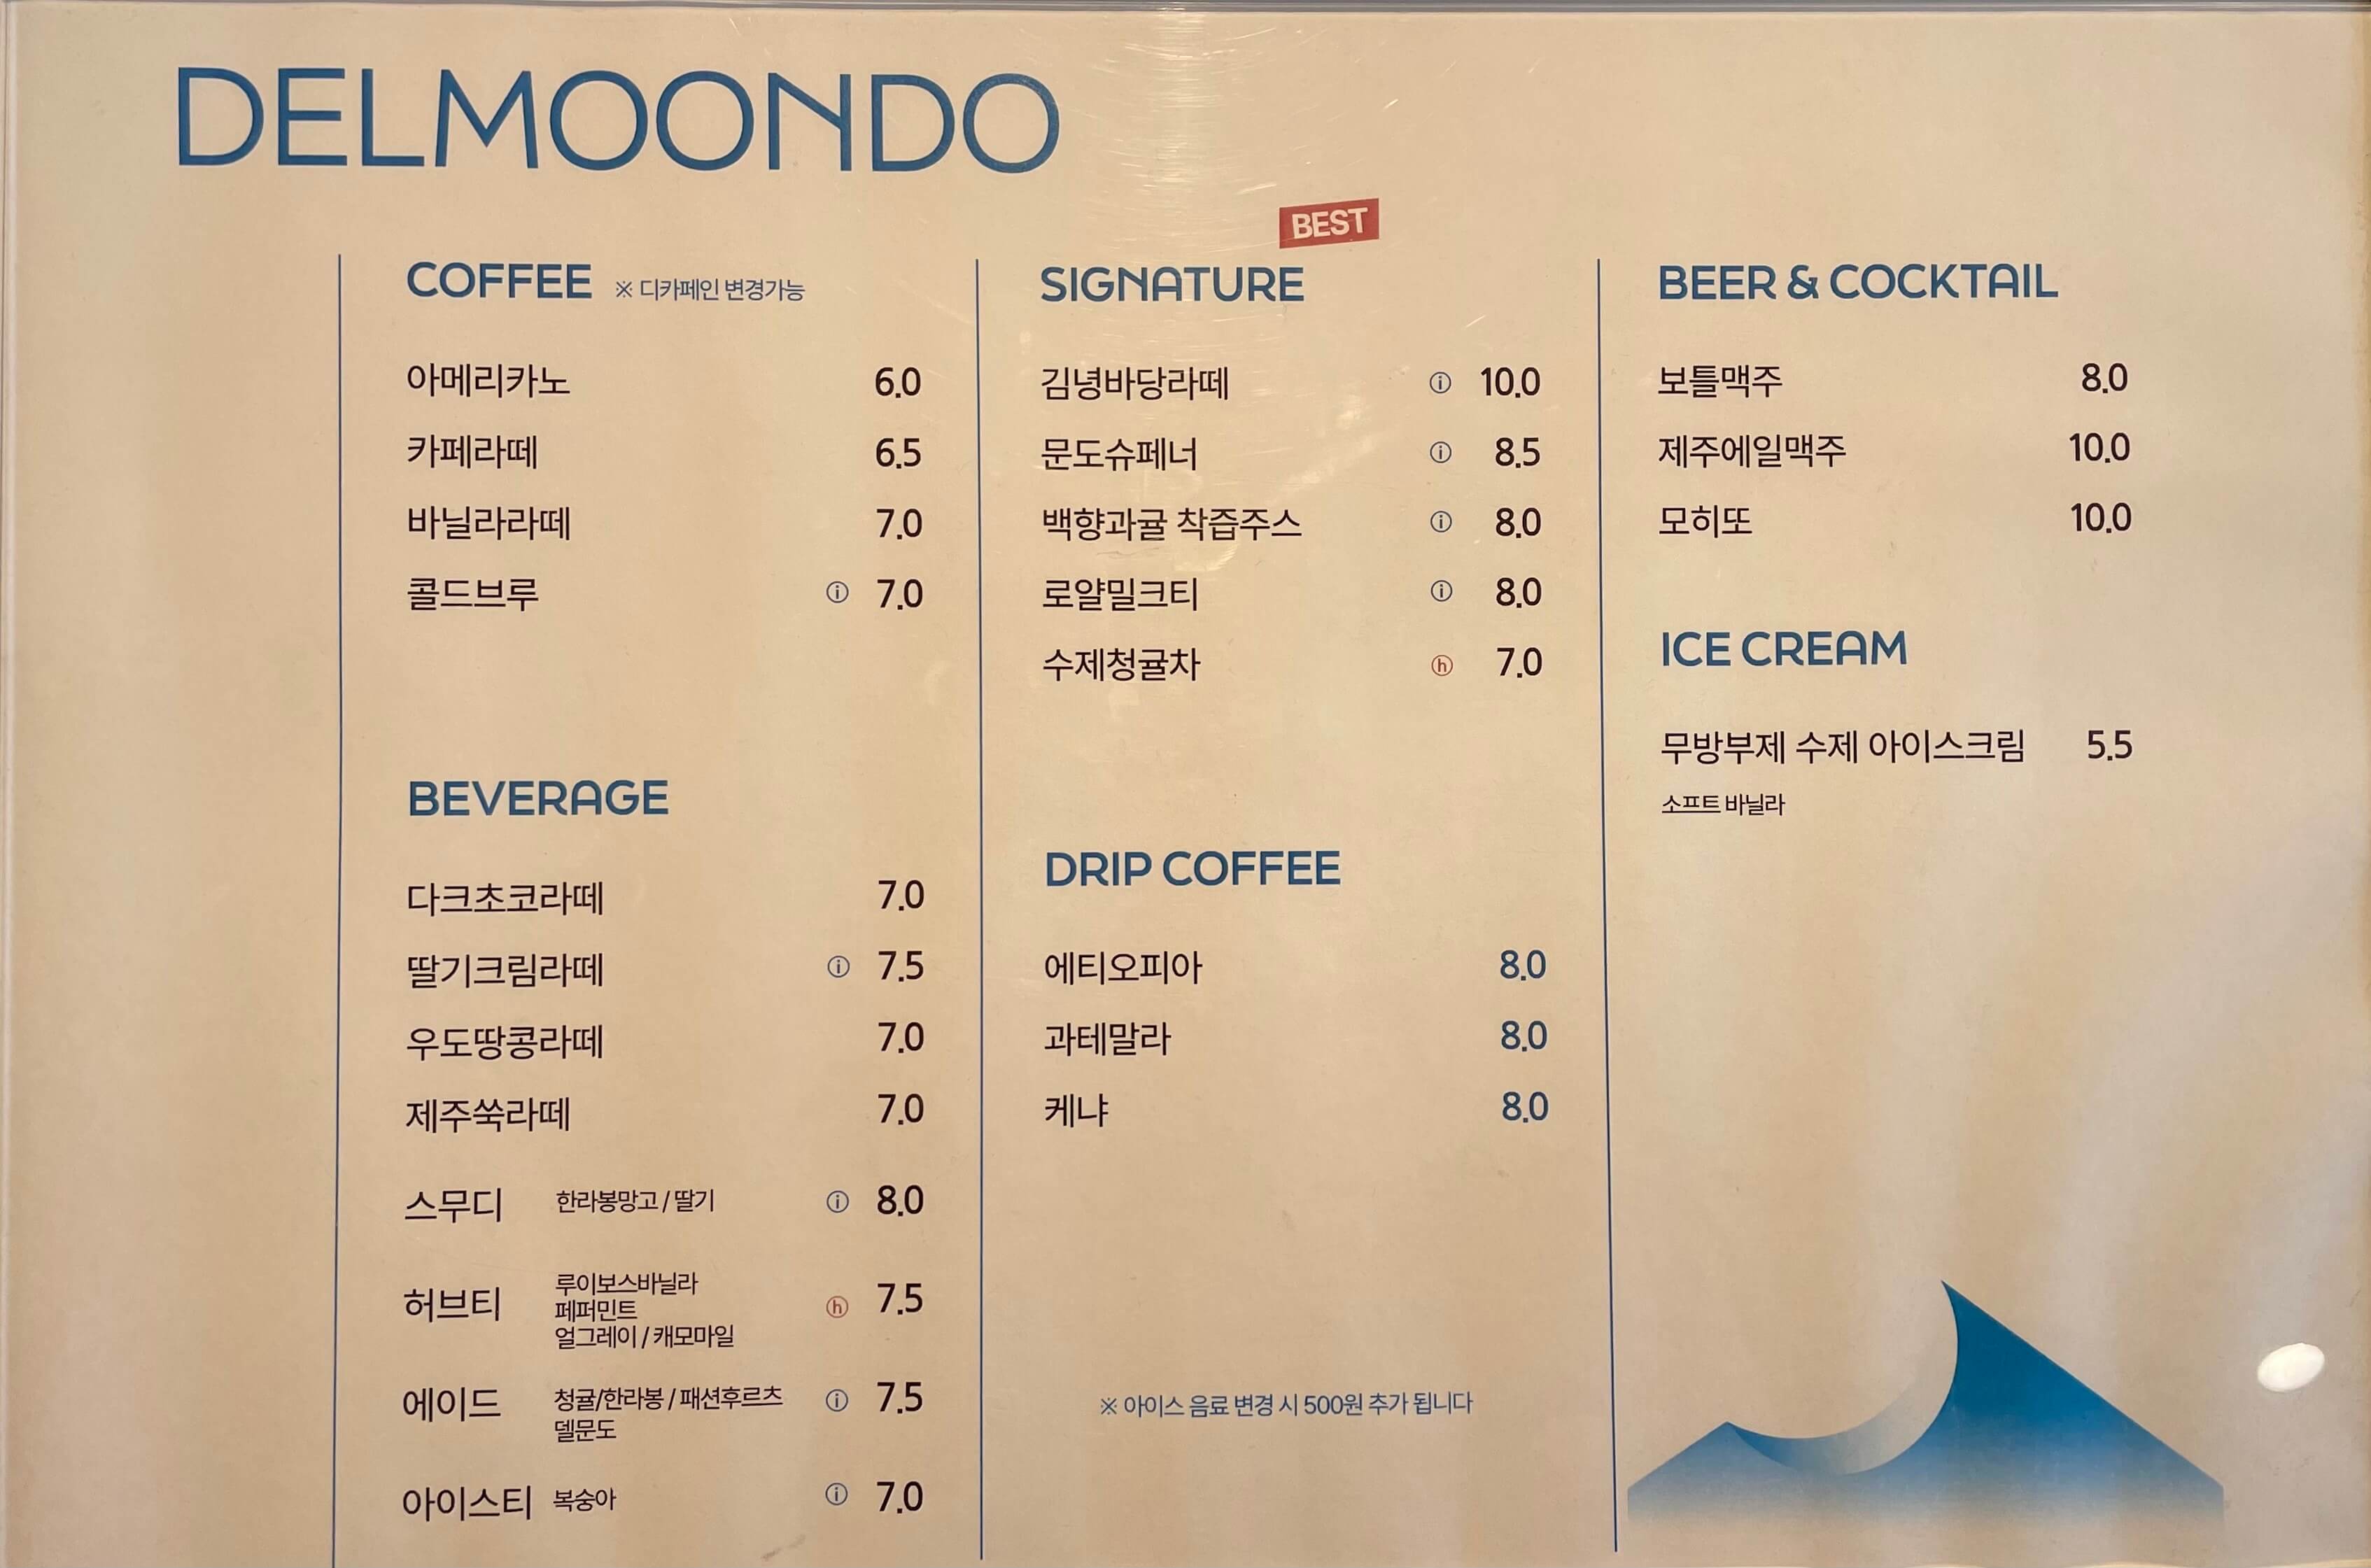 DELMOONDO
COFFEE ※ 디카페인 변경가능
아메리카노 6.0
카페라떼 6.5
바닐라라떼 7.0
콜드브루 ⓘ 7.0
BEVERAGE
다크초코라떼 7.0
딸기크림라떼 ⓘ 7.5
우도땅콩라떼 7.0
제주쑥라떼 7.0
스무디 한라봉망고 / 딸기 ⓘ 8.0
허브티 ⓗ 7.5
루이보스바닐라
페퍼민트
얼그레이 / 캐모마일
에이드 청귤/한라봉 / 패션후르츠 ⓘ 7.5
델문도
아이스티 복숭아 ⓘ 7.0
BEST
SIGNATURE
김녕바당라떼 ⓘ 10.0
문도슈페너 ⓘ 8.5
백향과귤 착즙주스 ⓘ 8.0
로얄밀크티 ⓘ 8.0
수제청귤차 ⓗ 7.0
DRIP COFFEE
에티오피아 8.0
과테말라 8.0
케냐 8.0
※ 아이스 음료 변경 시 500원 추가 됩니다
BEER & COCKTAIL
보틀맥주 8.0
제주에일맥주 10.0
모히또 10.0
ICE CREAM
무방부제 수제 아이스크림 5.5
소프트 바닐라